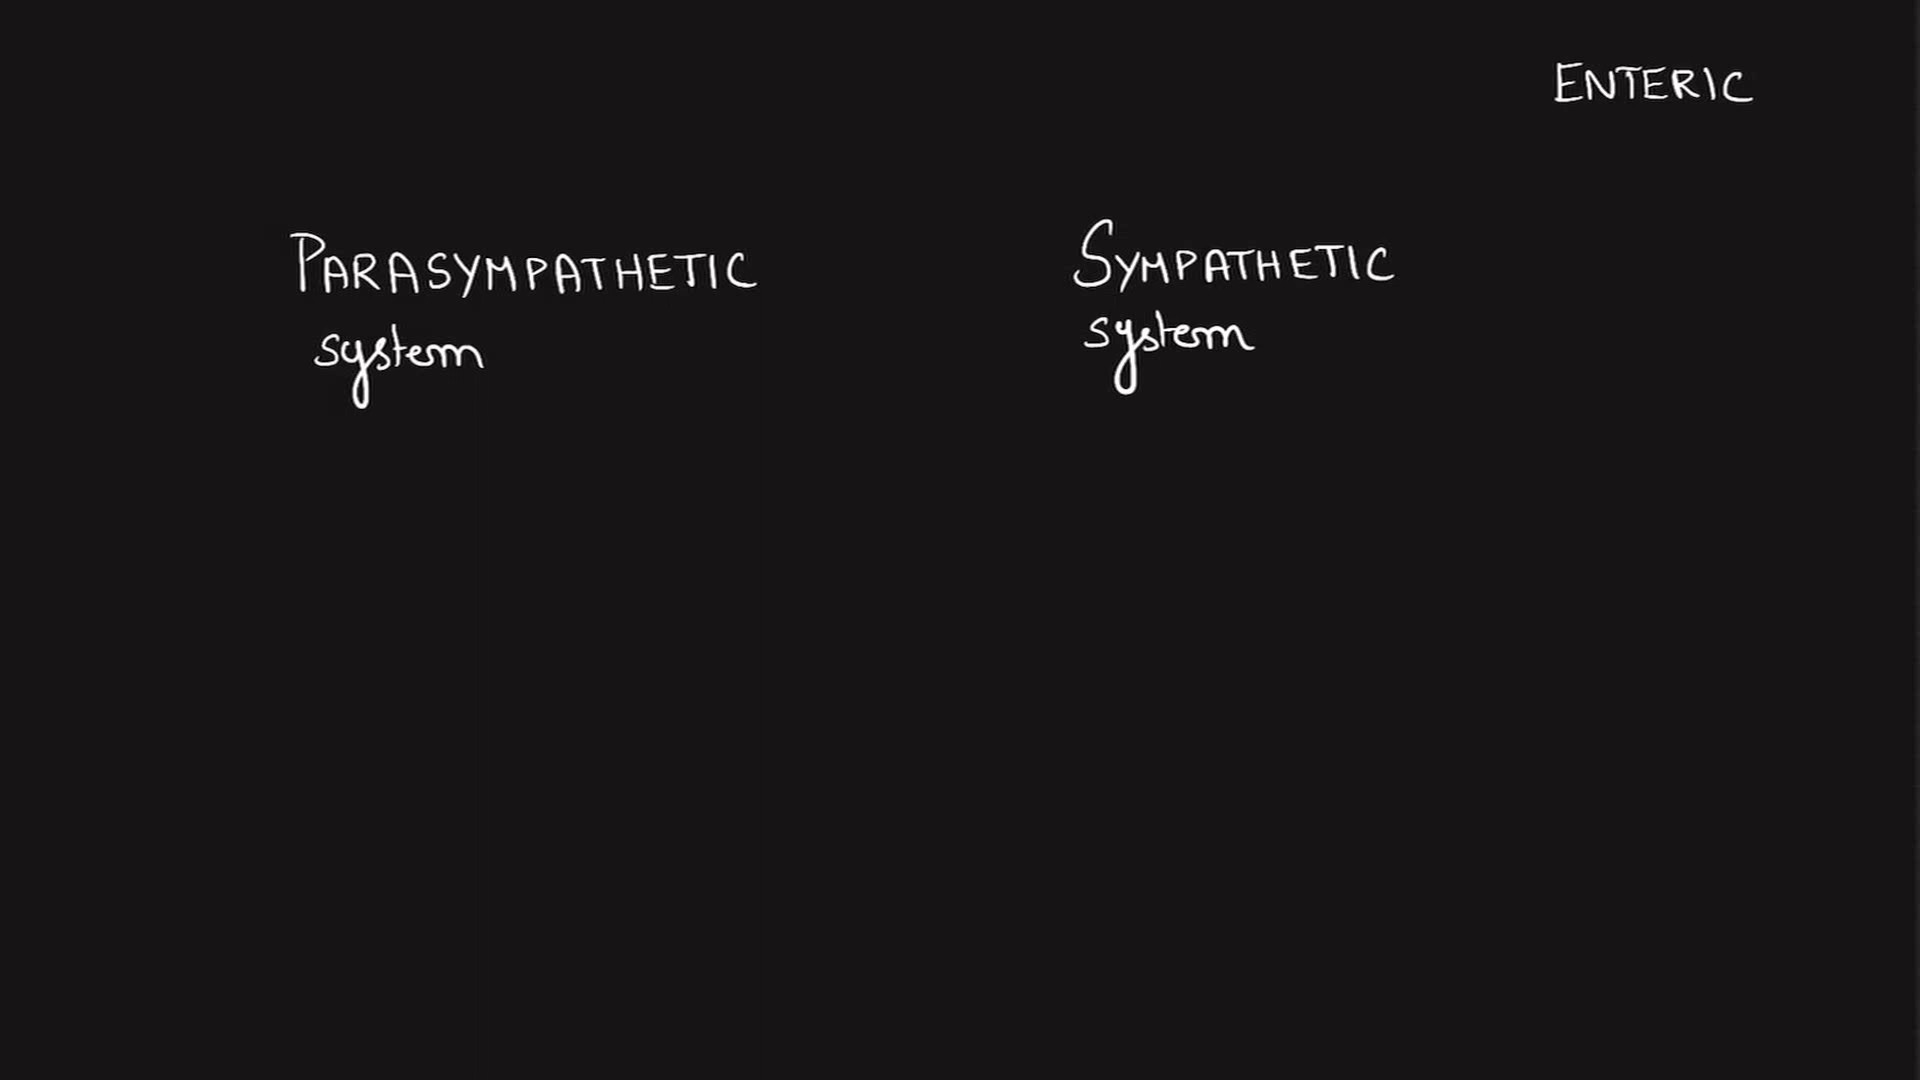 ENTERIC
PARASYMPATHETIC
system
SYMPATHETIC
system